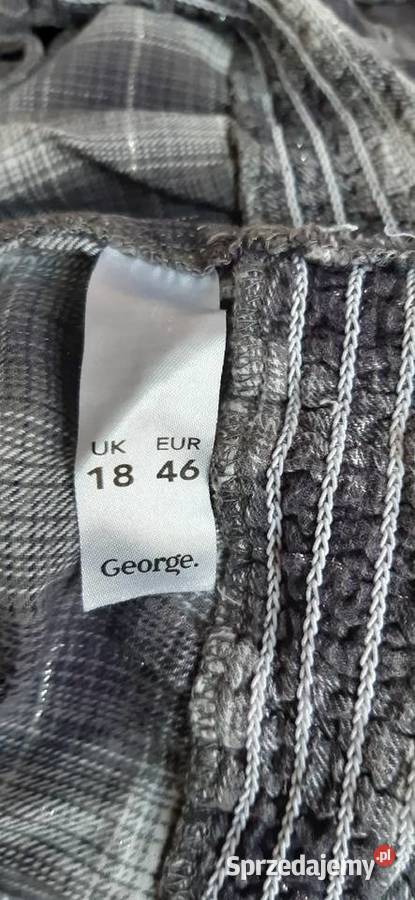 UK EUR
18 46
George.
Sprzedajemy.pl